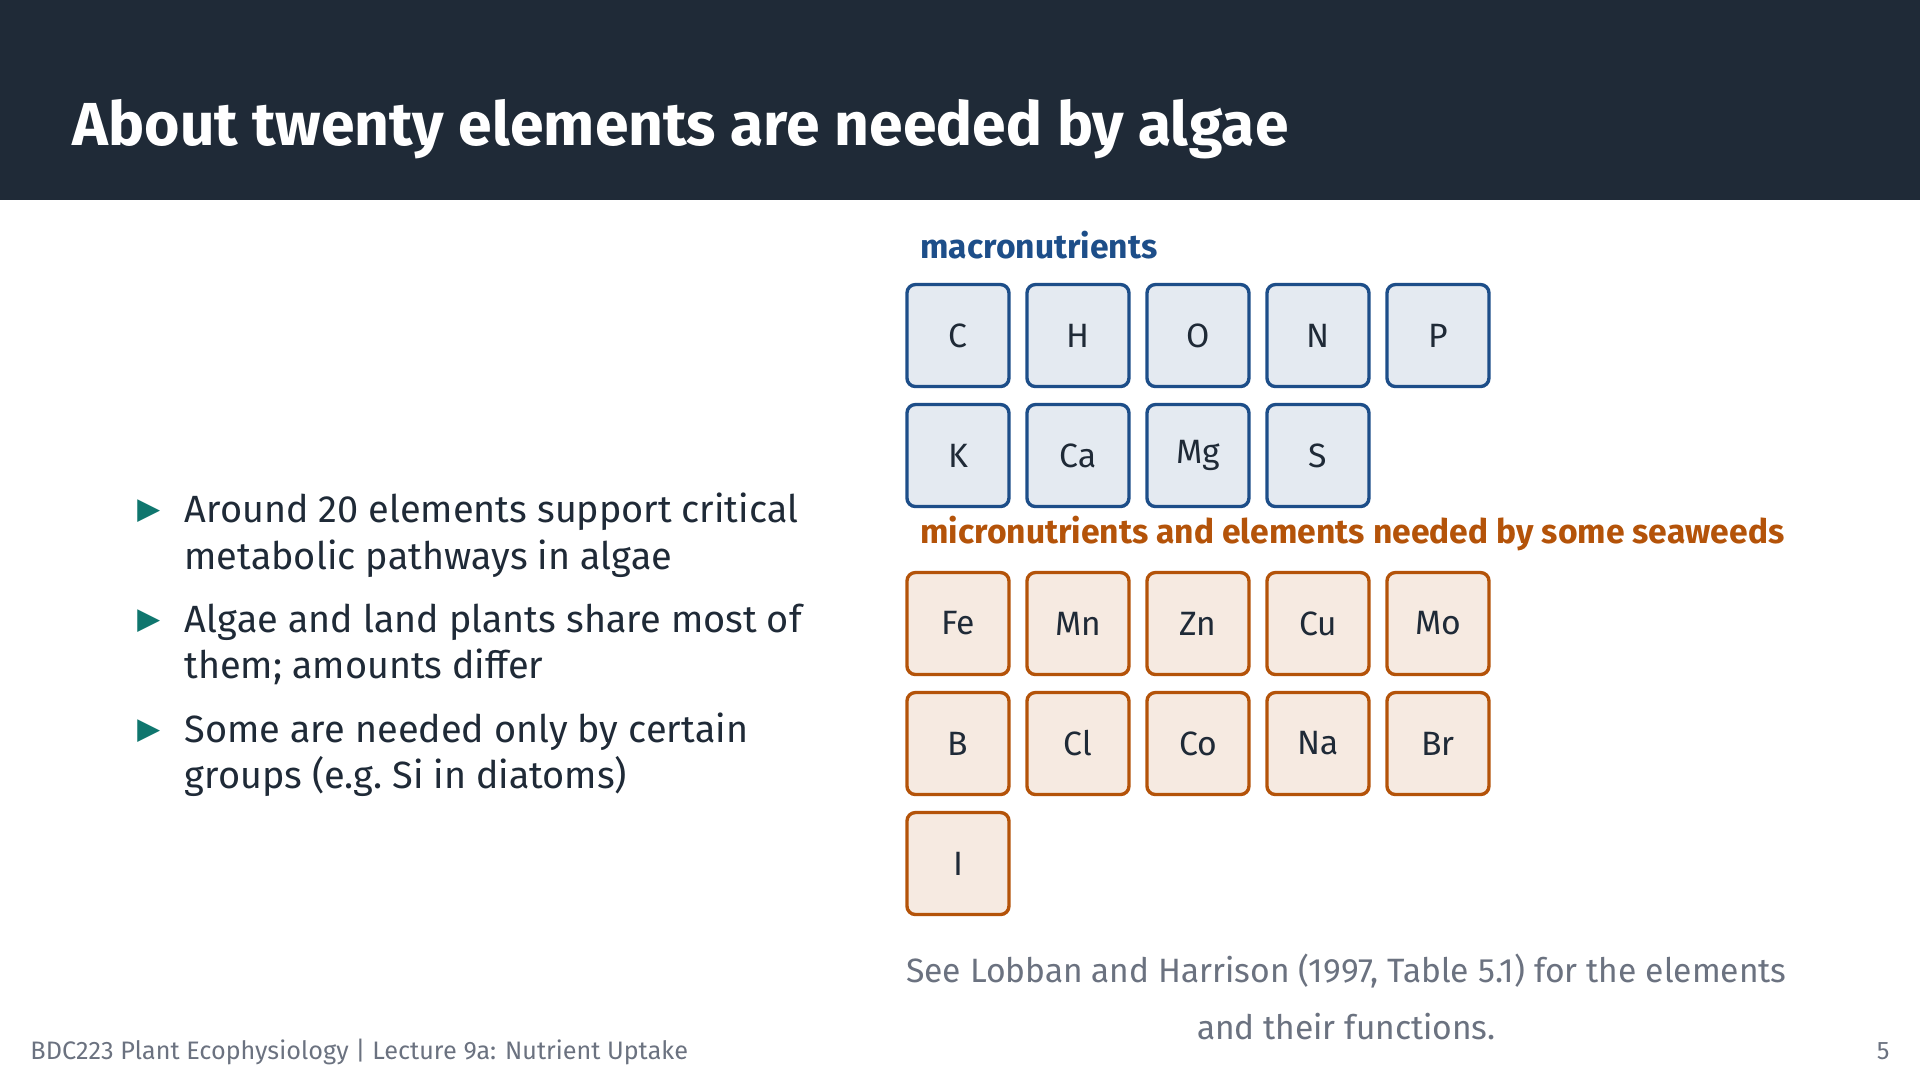 About twenty elements are needed by algae
▶ Around 20 elements support critical
metabolic pathways in algae
▶ Algae and land plants share most of
them; amounts differ
▶ Some are needed only by certain
groups (e.g. Si in diatoms)
macronutrients
C H O N P
K Ca Mg S
micronutrients and elements needed by some seaweeds
Fe Mn Zn Cu Mo
B Cl Co Na Br
I
See Lobban and Harrison (1997, Table 5.1) for the elements
and their functions.
BDC223 Plant Ecophysiology | Lecture 9a: Nutrient Uptake
5